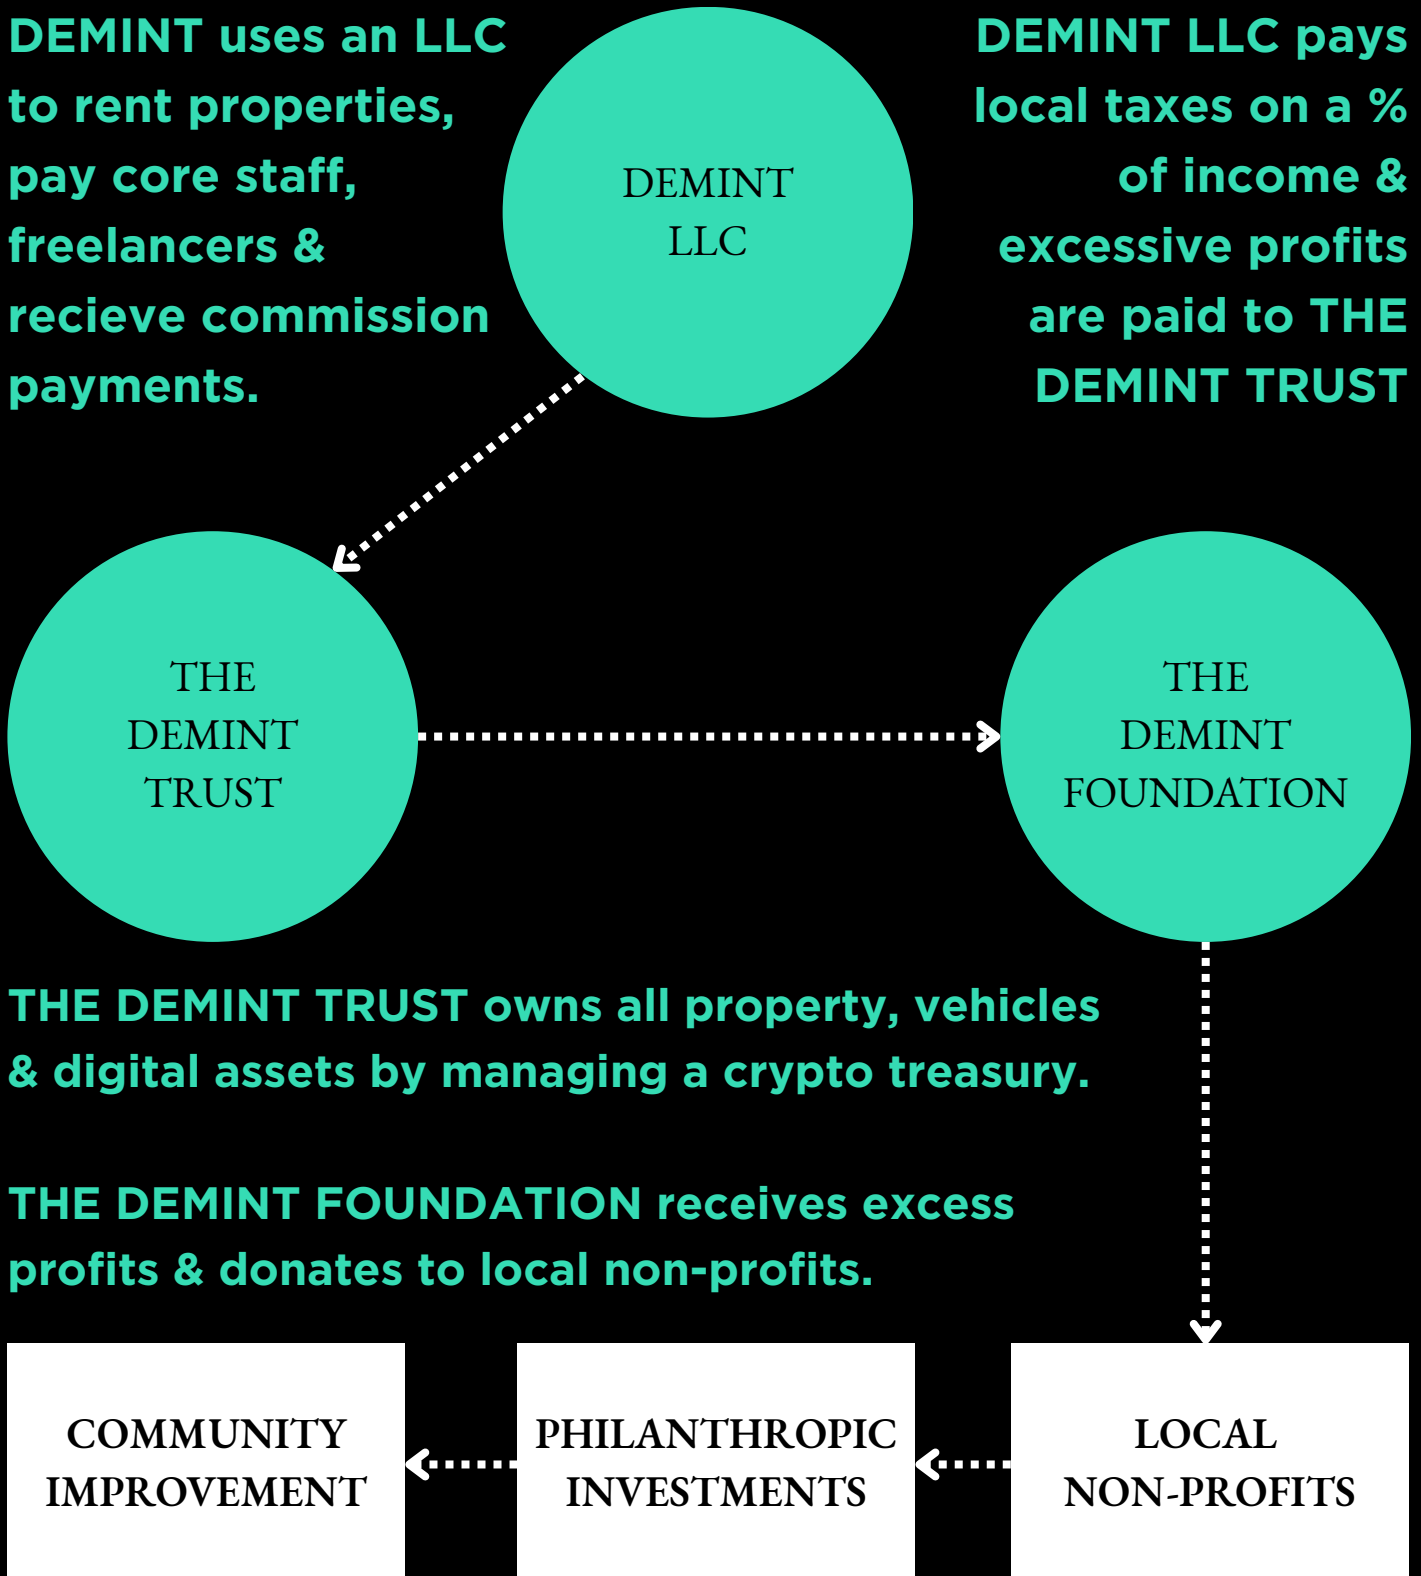 DEMINT uses an LLC
to rent properties,
pay core staff,
freelancers &
recieve commission
payments.
DEMINT
LLC
DEMINT LLC pays
local taxes on a %
of income &
excessive profits
are paid to THE
DEMINT TRUST
THE
DEMINT
TRUST
THE
DEMINT
FOUNDATION
THE DEMINT TRUST owns all property, vehicles
& digital assets by managing a crypto treasury.
THE DEMINT FOUNDATION receives excess
profits & donates to local non-profits.
COMMUNITY
IMPROVEMENT
PHILANTHROPIC
INVESTMENTS
LOCAL
NON-PROFITS